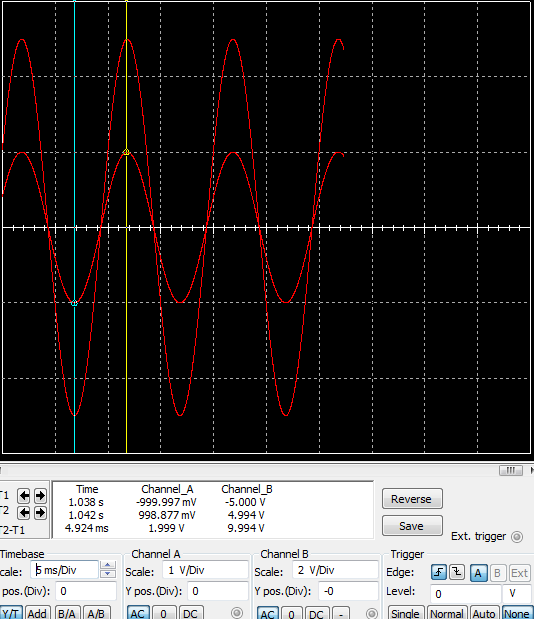 Time Channel_A Channel_B
T1 1.038 s -999.997 mV -5.000 V
T2 1.042 s 998.877 mV 4.994 V
T2-T1 4.924 ms 1.999 V 9.994 V
Reverse
Save
Ext. trigger
Timebase Channel A Channel B Trigger
cale: 5 ms/Div Scale: 1 V/Div Scale: 2 V/Div Edge: A B Ext
pos.(Div): 0 Y pos.(Div): 0 Y pos.(Div): -0 Level: 0 V
Y/T Add B/A A/B AC 0 DC AC 0 DC - Single Normal Auto None